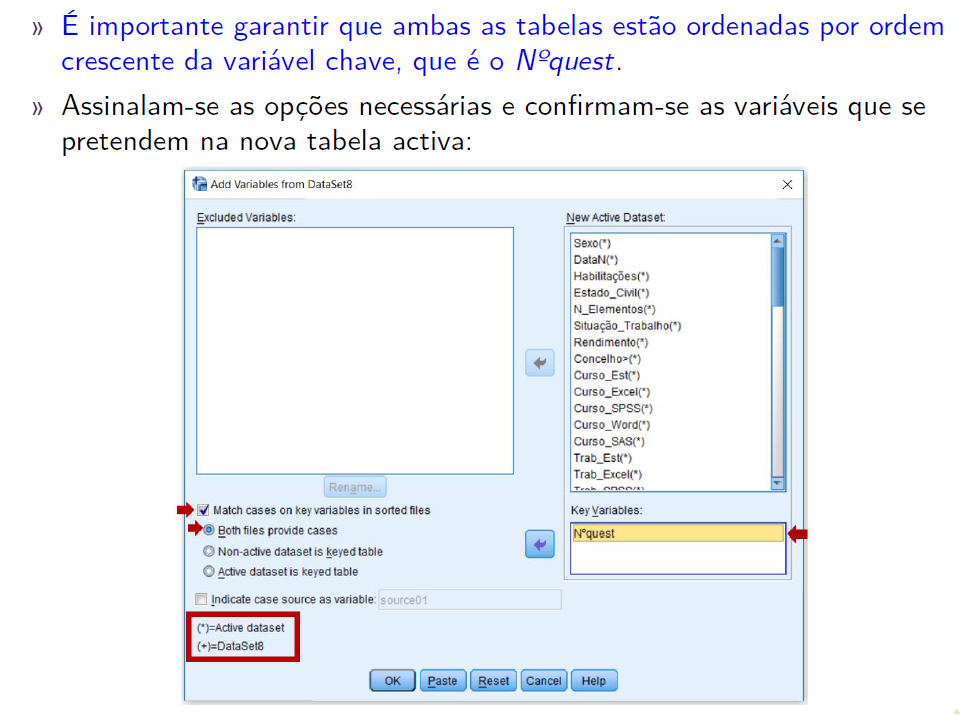 » É importante garantir que ambas as tabelas estão ordenadas por ordem
crescente da variável chave, que é o Nºquest.
» Assinalam-se as opções necessárias e confirmam-se as variáveis que se
pretendem na nova tabela activa:
Add Variables from DataSet8
Excluded Variables:
New Active Dataset:
Sexo(*)
DataN(*)
Habilitações(*)
Estado_Civil(*)
N_Elementos(*)
Situação_Trabalho(*)
Rendimento(*)
Concelho>(*)
Curso_Est(*)
Curso_Excel(*)
Curso_SPSS(*)
Curso_Word(*)
Curso_SAS(*)
Trab_Est(*)
Trab_Excel(*)
Trab_SPSS(*)
Rename...
Match cases on key variables in sorted files
Both files provide cases
Non-active dataset is keyed table
Active dataset is keyed table
Key Variables:
Nºquest
Indicate case source as variable: source01
(*)=Active dataset
(+)=DataSet8
OK Paste Reset Cancel Help